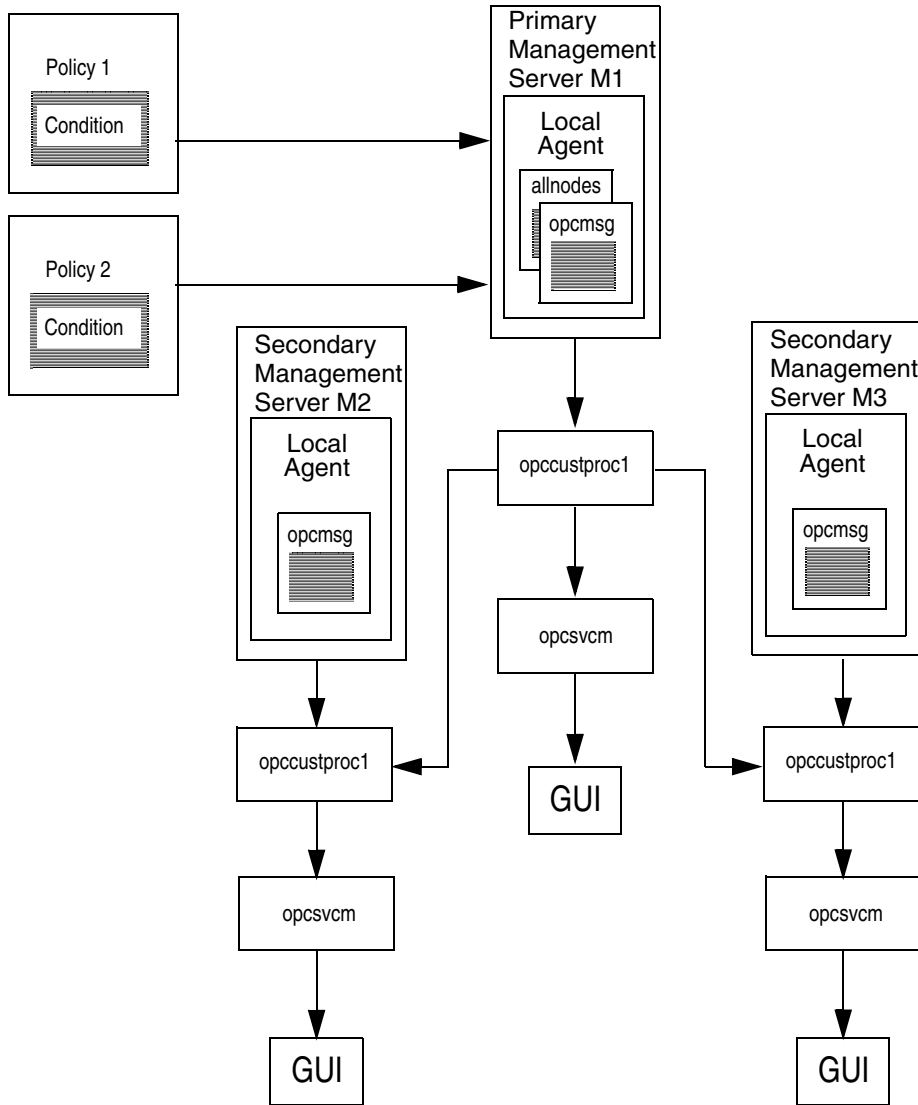 Policy 1
Condition
Primary
Management
Server M1
Local
Agent
allnodes
opcmsg
Policy 2
Condition
Secondary
Management
Server M2
Local
Agent
opcmsg
Secondary
Management
Server M3
Local
Agent
opcmsg
opccustproc1
opcsvcm
GUI
opccustproc1
opccustproc1
opcsvcm
opcsvcm
GUI
GUI